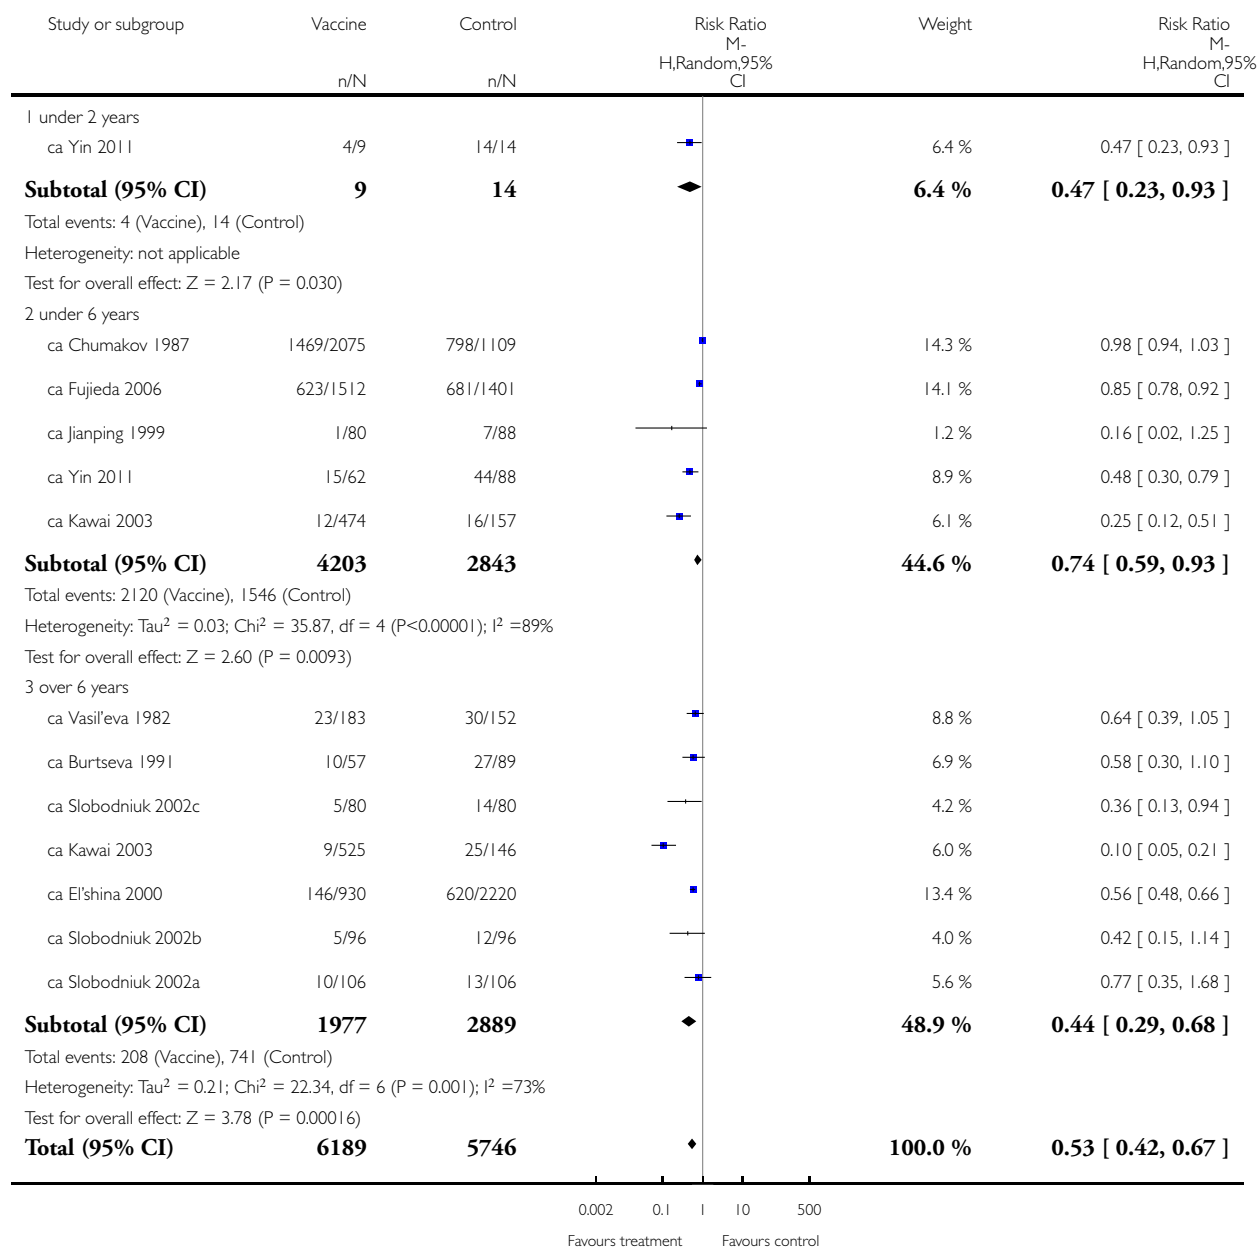 Study or subgroup Vaccine Control Risk Ratio Weight Risk Ratio
M- M-
H,Random,95% H,Random,95%
n/N n/N CI CI
1 under 2 years
ca Yin 2011 4/9 14/14 6.4 % 0.47 [ 0.23, 0.93 ]
Subtotal (95% CI) 9 14 6.4 % 0.47 [ 0.23, 0.93 ]
Total events: 4 (Vaccine), 14 (Control)
Heterogeneity: not applicable
Test for overall effect: Z = 2.17 (P = 0.030)
2 under 6 years
ca Chumakov 1987 1469/2075 798/1109 14.3 % 0.98 [ 0.94, 1.03 ]
ca Fujieda 2006 623/1512 681/1401 14.1 % 0.85 [ 0.78, 0.92 ]
ca Jianping 1999 1/80 7/88 1.2 % 0.16 [ 0.02, 1.25 ]
ca Yin 2011 15/62 44/88 8.9 % 0.48 [ 0.30, 0.79 ]
ca Kawai 2003 12/474 16/157 6.1 % 0.25 [ 0.12, 0.51 ]
Subtotal (95% CI) 4203 2843 44.6 % 0.74 [ 0.59, 0.93 ]
Total events: 2120 (Vaccine), 1546 (Control)
Heterogeneity: Tau² = 0.03; Chi² = 35.87, df = 4 (P<0.00001); I² =89%
Test for overall effect: Z = 2.60 (P = 0.0093)
3 over 6 years
ca Vasil'eva 1982 23/183 30/152 8.8 % 0.64 [ 0.39, 1.05 ]
ca Burtseva 1991 10/57 27/89 6.9 % 0.58 [ 0.30, 1.10 ]
ca Slobodniuk 2002c 5/80 14/80 4.2 % 0.36 [ 0.13, 0.94 ]
ca Kawai 2003 9/525 25/146 6.0 % 0.10 [ 0.05, 0.21 ]
ca El'shina 2000 146/930 620/2220 13.4 % 0.56 [ 0.48, 0.66 ]
ca Slobodniuk 2002b 5/96 12/96 4.0 % 0.42 [ 0.15, 1.14 ]
ca Slobodniuk 2002a 10/106 13/106 5.6 % 0.77 [ 0.35, 1.68 ]
Subtotal (95% CI) 1977 2889 48.9 % 0.44 [ 0.29, 0.68 ]
Total events: 208 (Vaccine), 741 (Control)
Heterogeneity: Tau² = 0.21; Chi² = 22.34, df = 6 (P = 0.001); I² =73%
Test for overall effect: Z = 3.78 (P = 0.00016)
Total (95% CI) 6189 5746 100.0 % 0.53 [ 0.42, 0.67 ]
0.002 0.1 1 10 500
Favours treatment Favours control